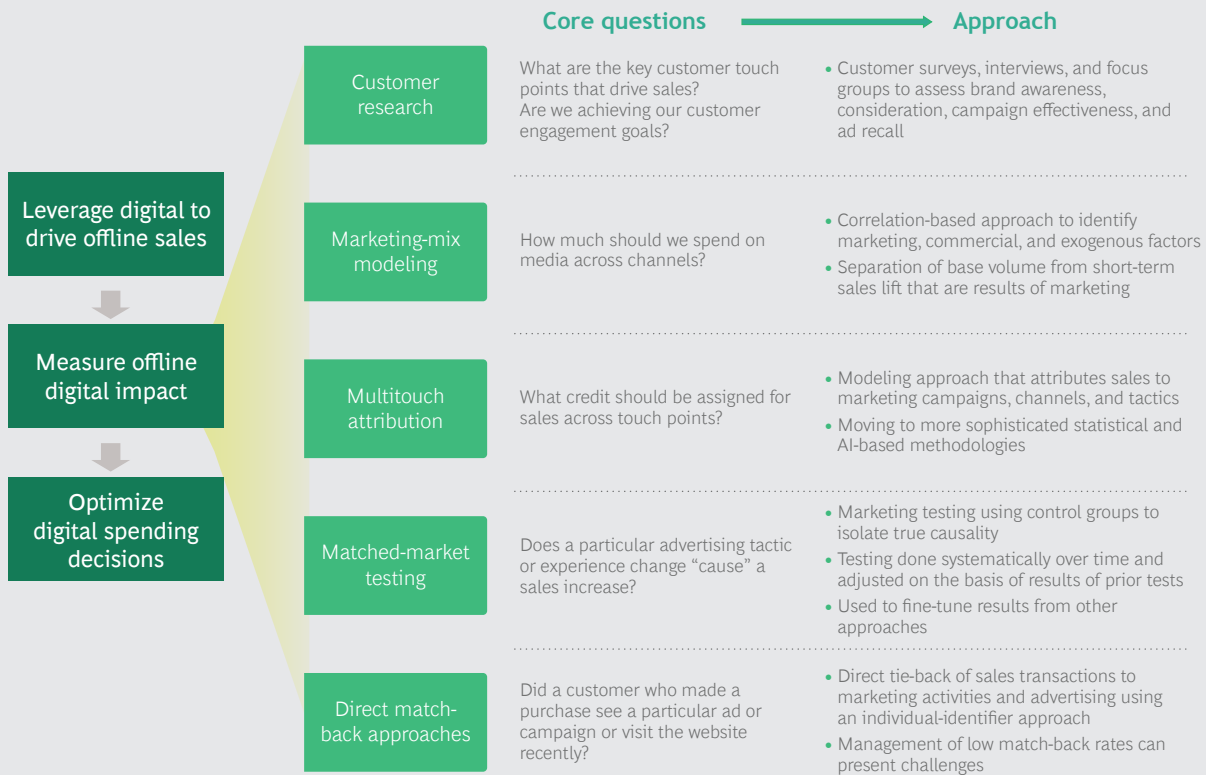 Core questions
Approach
Leverage digital to
drive offline sales
Measure offline
digital impact
Optimize
digital spending
decisions
Customer
research
What are the key customer touch
points that drive sales?
Are we achieving our customer
engagement goals?
• Customer surveys, interviews, and focus
groups to assess brand awareness,
consideration, campaign effectiveness, and
ad recall
Marketing-mix
modeling
How much should we spend on
media across channels?
• Correlation-based approach to identify
marketing, commercial, and exogenous factors
• Separation of base volume from short-term
sales lift that are results of marketing
Multitouch
attribution
What credit should be assigned for
sales across touch points?
• Modeling approach that attributes sales to
marketing campaigns, channels, and tactics
• Moving to more sophisticated statistical and
AI-based methodologies
Matched-market
testing
Does a particular advertising tactic
or experience change “cause” a
sales increase?
• Marketing testing using control groups to
isolate true causality
• Testing done systematically over time and
adjusted on the basis of results of prior tests
• Used to fine-tune results from other
approaches
Direct match-
back approaches
Did a customer who made a
purchase see a particular ad or
campaign or visit the website
recently?
• Direct tie-back of sales transactions to
marketing activities and advertising using
an individual-identifier approach
• Management of low match-back rates can
present challenges